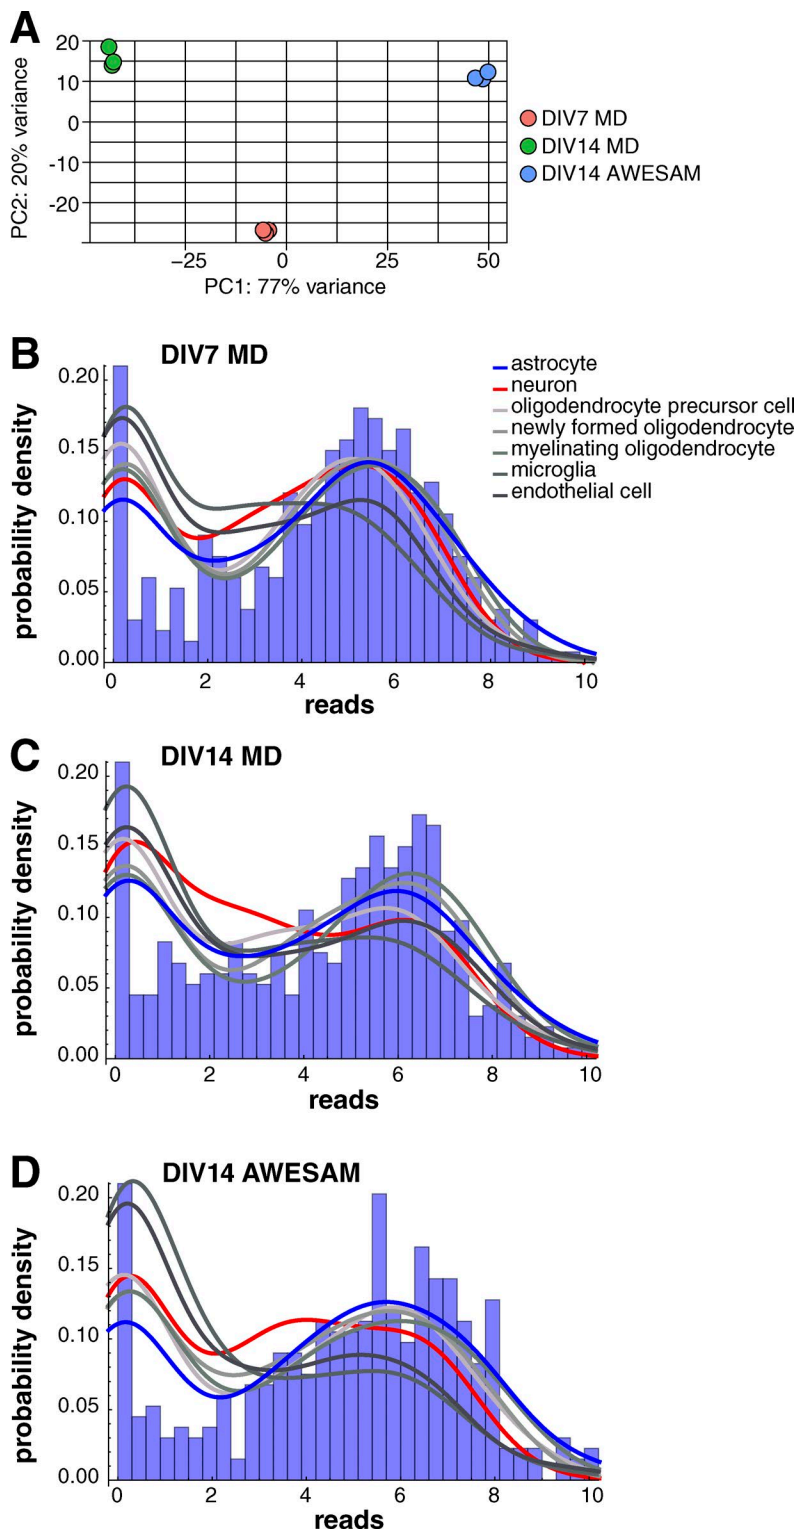 A
PC2: 20% variance
20
10
0
-10
-20
−25
0
25
50
PC1: 77% variance
DIV7 MD
DIV14 MD
DIV14 AWESAM
B
DIV7 MD
probability density
0.20
0.15
0.10
0.05
0.00
0
2
4
6
8
10
reads
astrocyte
neuron
oligodendrocyte precursor cell
newly formed oligodendrocyte
myelinating oligodendrocyte
microglia
endothelial cell
C
DIV14 MD
probability density
0.20
0.15
0.10
0.05
0.00
0
2
4
6
8
10
reads
D
DIV14 AWESAM
probability density
0.20
0.15
0.10
0.05
0.00
0
2
4
6
8
10
reads